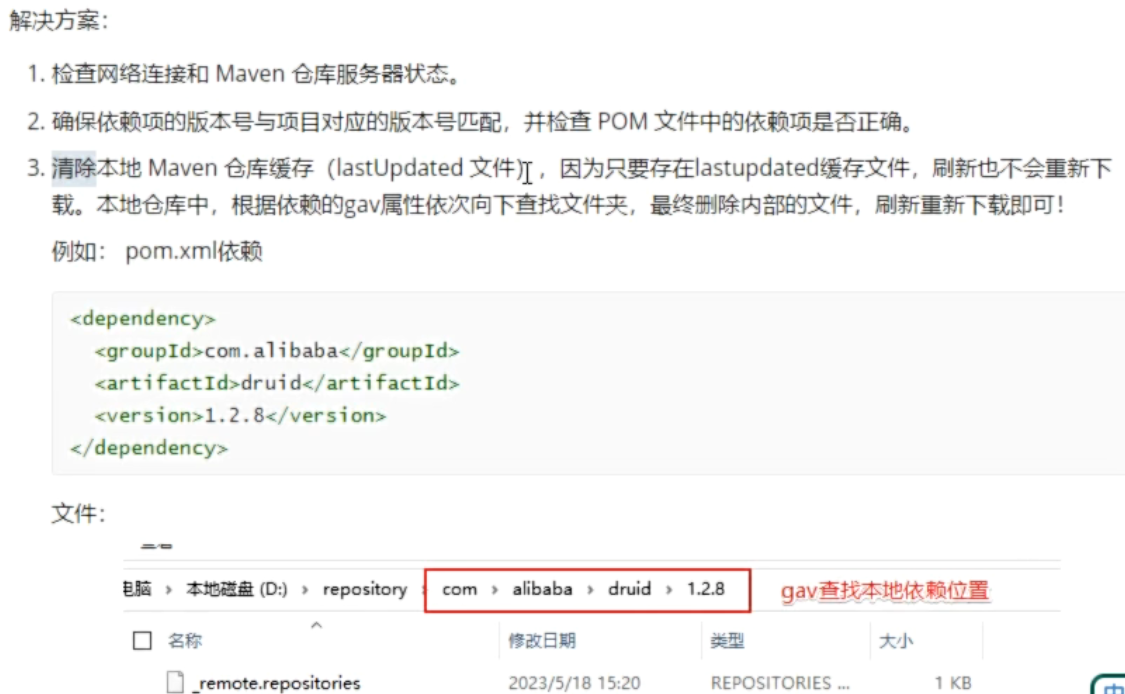 解决方案：
1. 检查网络连接和 Maven 仓库服务器状态。
2. 确保依赖项的版本号与项目对应的版本号匹配，并检查 POM 文件中的依赖项是否正确。
3. 清除本地 Maven 仓库缓存（lastUpdated 文件），因为只要存在lastupdated缓存文件，刷新也不会重新下
载。本地仓库中，根据依赖的gav属性依次向下查找文件夹，最终删除内部的文件，刷新重新下载即可！
例如： pom.xml依赖
<dependency>
<groupId>com.alibaba</groupId>
<artifactId>druid</artifactId>
<version>1.2.8</version>
</dependency>
文件：
电脑 › 本地磁盘 (D:) › repository › com › alibaba › druid › 1.2.8 gav查找本地依赖位置
名称 修改日期 类型 大小
_remote.repositories 2023/5/18 15:20 REPOSITORIES ... 1 KB